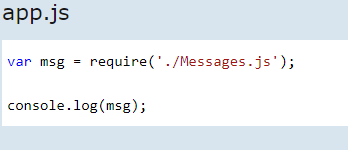 app.js
var msg = require('./Messages.js');
console.log(msg);